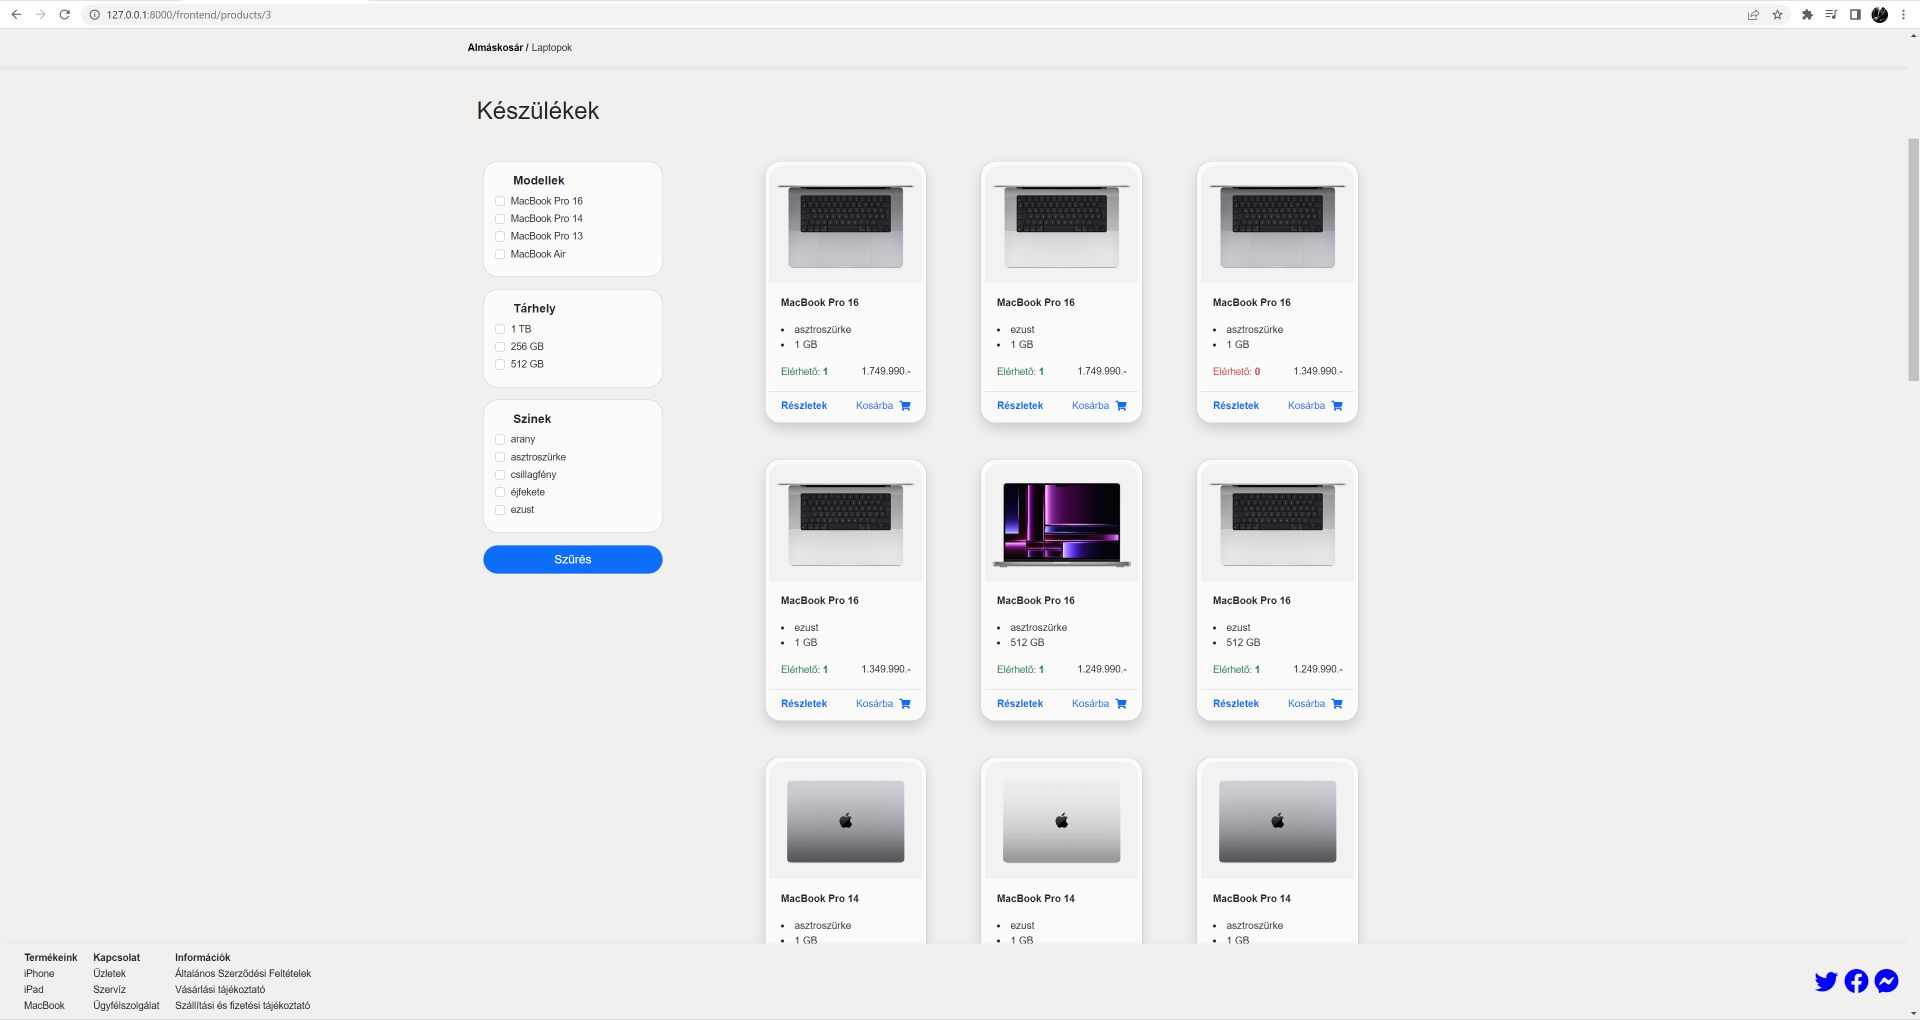 127.0.0.1:8000/frontend/products/3
Almáskosár / Laptopok
Készülékek
Modellek
MacBook Pro 16
MacBook Pro 14
MacBook Pro 13
MacBook Air
Tárhely
1 TB
256 GB
512 GB
Színek
arany
asztroszürke
csillagfény
éjfekete
ezust
Szűrés
MacBook Pro 16
asztroszürke
1 GB
Elérhető: 1 1.749.990.-
Részletek Kosárba
MacBook Pro 16
ezust
1 GB
Elérhető: 1 1.749.990.-
Részletek Kosárba
MacBook Pro 16
asztroszürke
1 GB
Elérhető: 0 1.349.990.-
Részletek Kosárba
MacBook Pro 16
ezust
1 GB
Elérhető: 1 1.349.990.-
Részletek Kosárba
MacBook Pro 16
asztroszürke
512 GB
Elérhető: 1 1.249.990.-
Részletek Kosárba
MacBook Pro 16
ezust
512 GB
Elérhető: 1 1.249.990.-
Részletek Kosárba
MacBook Pro 14
asztroszürke
1 GB
MacBook Pro 14
ezust
1 GB
MacBook Pro 14
asztroszürke
1 GB
Termékeink
iPhone
iPad
MacBook
Kapcsolat
Üzletek
Szervíz
Ügyfélszolgálat
Információk
Általános Szerződési Feltételek
Vásárlási tájékoztató
Szállítási és fizetési tájékoztató